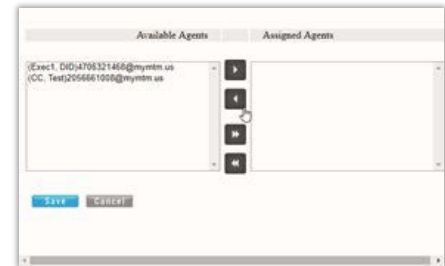 Available Agents Assigned Agents
(Exec1, DID)4706321468@mymtm.us
(CC, Test)2056661008@mymtm.us
Save Cancel